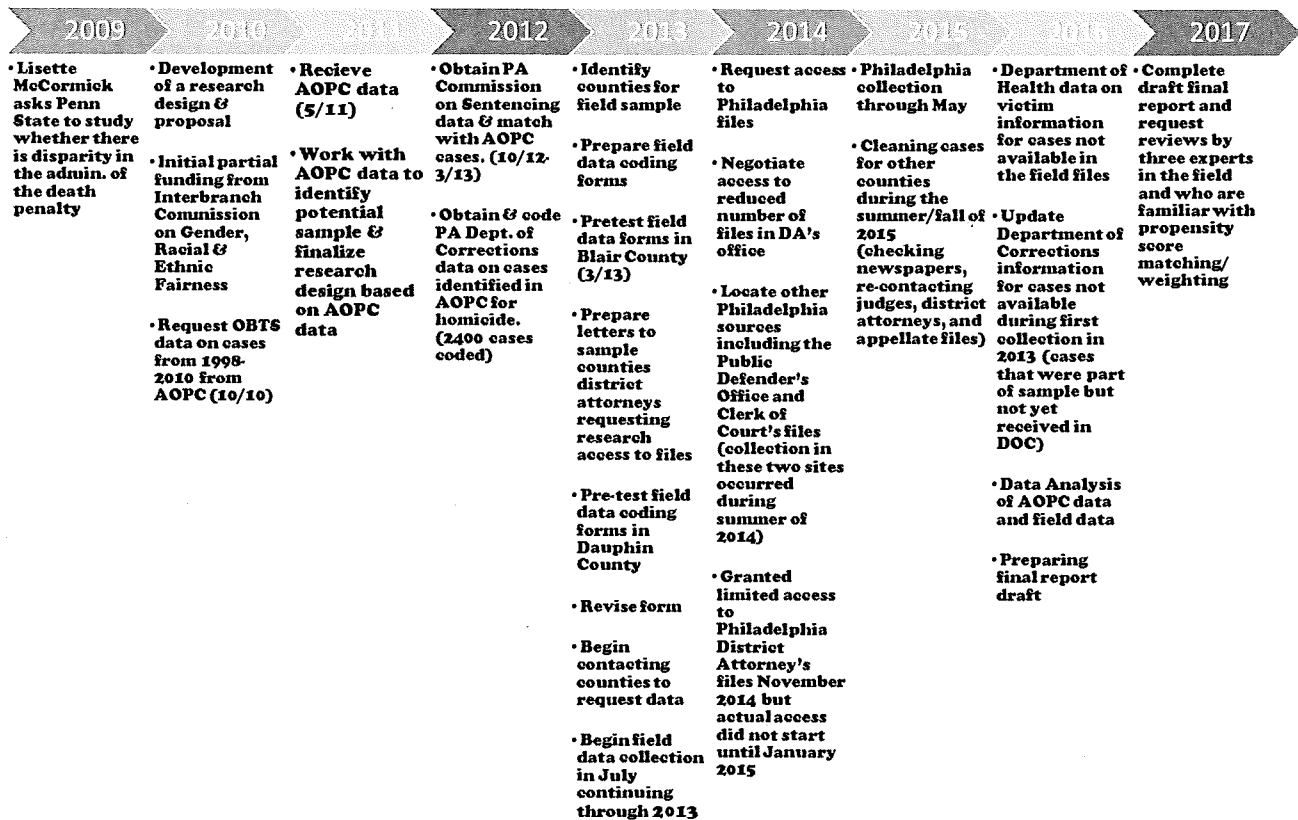 2009 2010 2011 2012 2013 2014 2015 2016 2017
• Lisette
McCormick
asks Penn
State to study
whether there
is disparity in
the admin. of
the death
penalty
• Development
of a research
design &
proposal
• Initial partial
funding from
Interbranch
Commission
on Gender,
Racial &
Ethnic
Fairness
• Request OBTS
data on cases
from 1998-
2010 from
AOPC (10/10)
• Recieve
AOPC data
(5/11)
• Work with
AOPC data to
identify
potential
sample &
finalize
research
design based
on AOPC
data
• Obtain PA
Commission
on Sentencing
data & match
with AOPC
cases. (10/12-
3/13)
• Obtain & code
PA Dept. of
Corrections
data on cases
identified in
AOPC for
homicide.
(2400 cases
coded)
• Identify
counties for
field sample
• Prepare field
data coding
forms
• Pretest field
data forms in
Blair County
(3/13)
• Prepare
letters to
sample
counties
district
attorneys
requesting
research
access to files
• Pre-test field
data coding
forms in
Dauphin
County
• Revise form
• Begin
contacting
counties to
request data
• Begin field
data collection
in July
continuing
through 2013
• Request access
to
Philadelphia
files
• Negotiate
access to
reduced
number of
files in DA's
office
• Locate other
Philadelphia
sources
including the
Public
Defender's
Office and
Clerk of
Court's files
(collection in
these two sites
occurred
during
summer of
2014)
• Granted
limited access
to
Philadelphia
District
Attorney's
files November
2014 but
actual access
did not start
until January
2015
• Philadelphia
collection
through May
• Cleaning cases
for other
counties
during the
summer/fall of
2015
(checking
newspapers,
re-contacting
judges, district
attorneys, and
appellate files)
• Department of
Health data on
victim
information
for cases not
available in
the field files
• Update
Department of
Corrections
information
for cases not
available
during first
collection in
2013 (cases
that were part
of sample but
not yet
received in
DOC)
• Data Analysis
of AOPC data
and field data
• Preparing
final report
draft
• Complete
draft final
report and
request
reviews by
three experts
in the field
and who are
familiar with
propensity
score
matching/
weighting